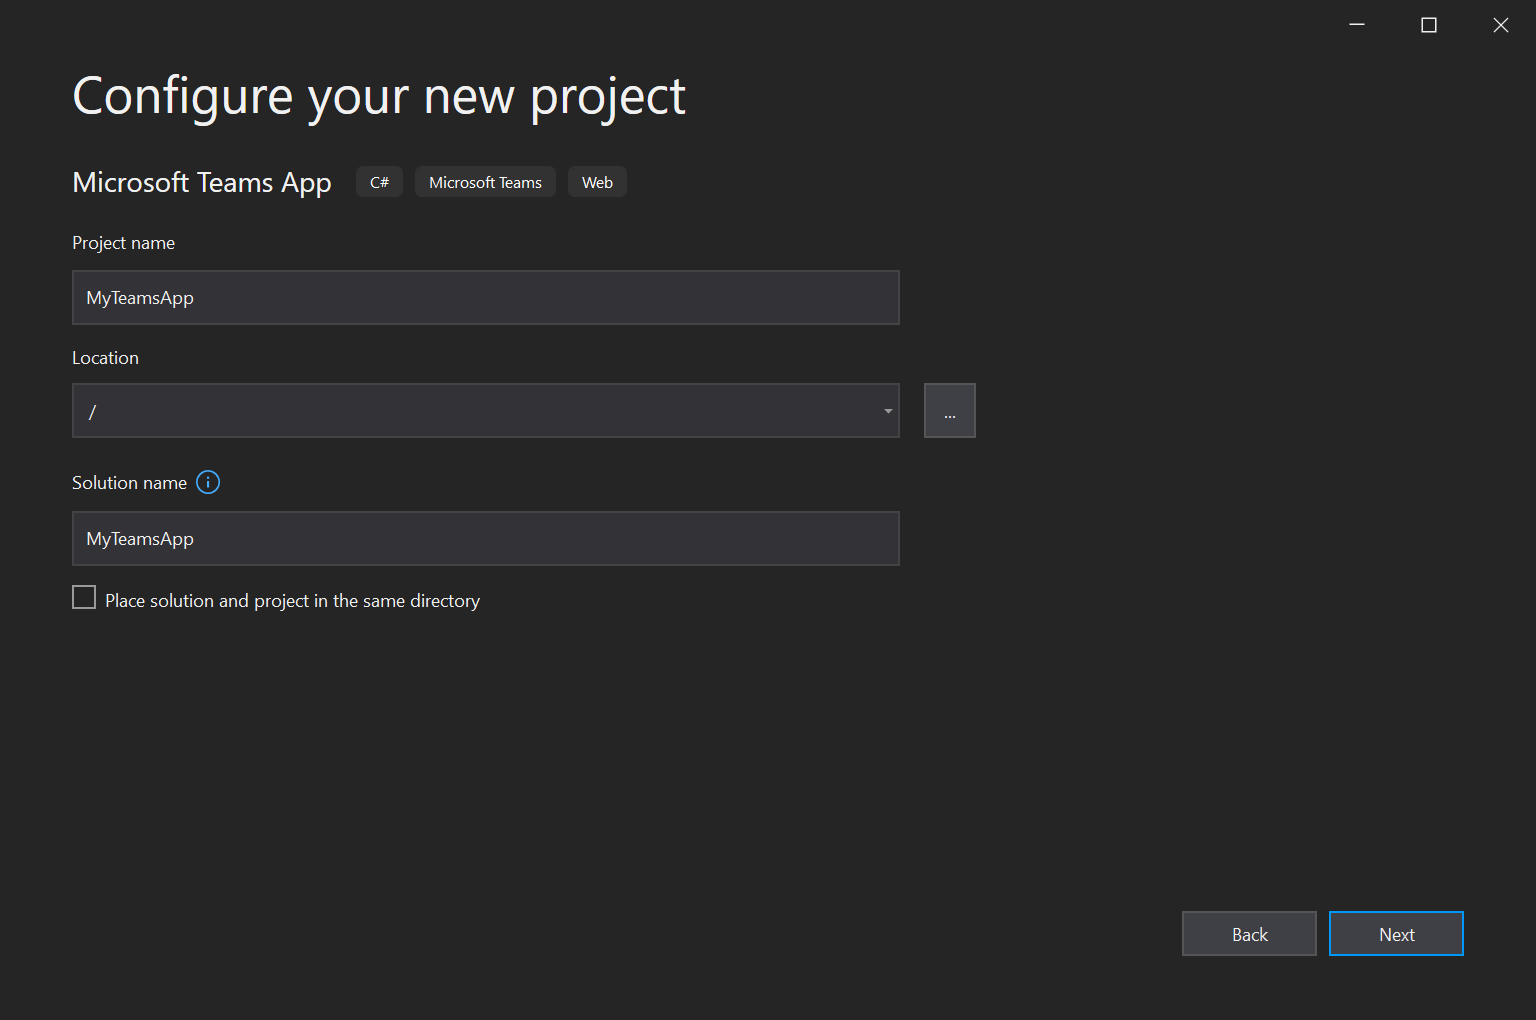 Configure your new project
Microsoft Teams App C# Microsoft Teams Web
Project name
MyTeamsApp
Location
/
...
Solution name
MyTeamsApp
Place solution and project in the same directory
Back Next